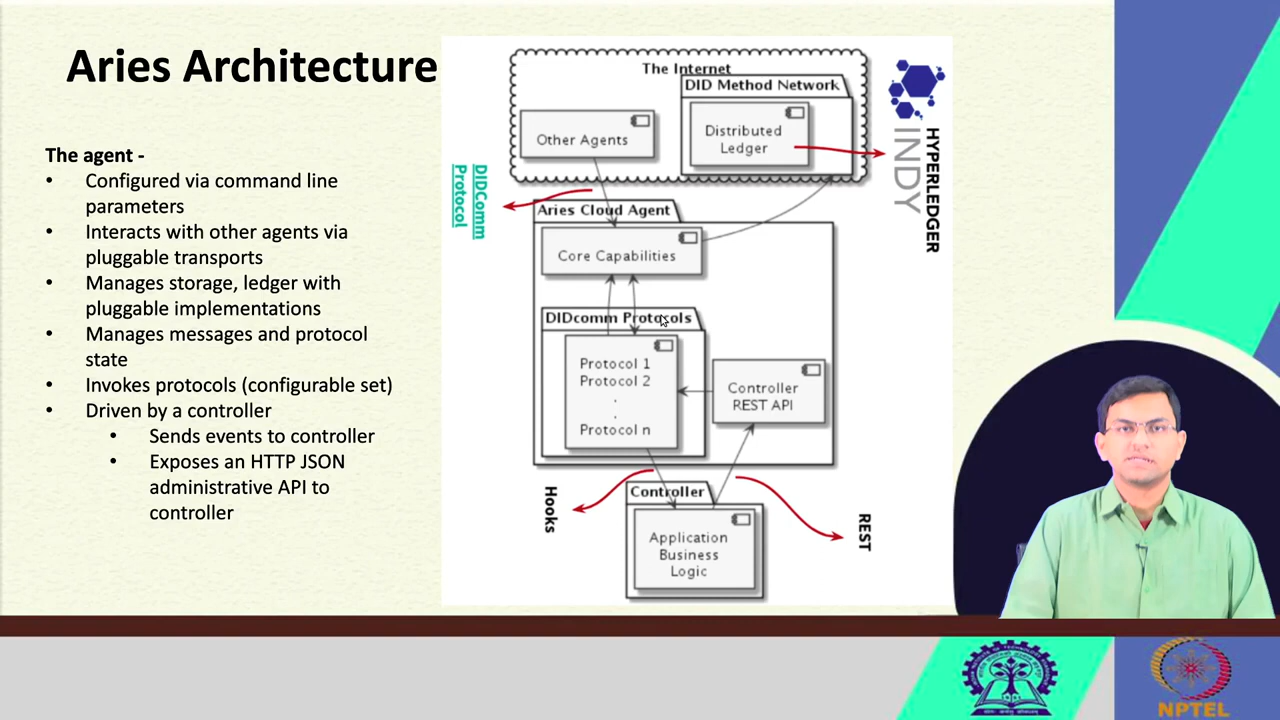 Aries Architecture
The agent -
• Configured via command line
parameters
• Interacts with other agents via
pluggable transports
• Manages storage, ledger with
pluggable implementations
• Manages messages and protocol
state
• Invokes protocols (configurable set)
• Driven by a controller
• Sends events to controller
• Exposes an HTTP JSON
administrative API to
controller
The Internet
DID Method Network
Other Agents
Distributed
Ledger
HYPERLEDGER
INDY
DIDComm
Protocol
Aries Cloud Agent
Core Capabilities
DIDcomm Protocols
Protocol 1
Protocol 2
.
.
Protocol n
Controller
REST API
Hooks
Controller
REST
Application
Business
Logic
NPTEL